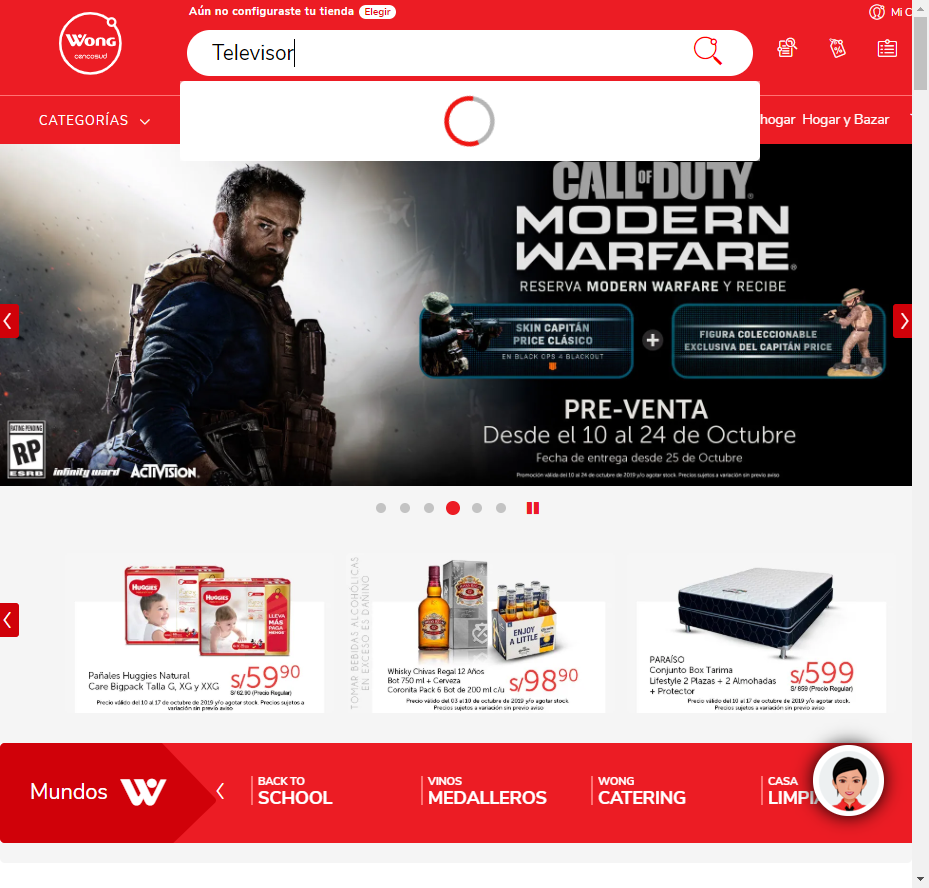 Aún no configuraste tu tienda Elegir
Mi C
Wong
cencosud
Televisor
CATEGORÍAS
hogar Hogar y Bazar
CALL OF DUTY
MODERN
WARFARE
RESERVA MODERN WARFARE Y RECIBE
SKIN CAPITÁN
PRICE CLÁSICO
EN BLACK OPS 4 BLACKOUT
FIGURA COLECCIONABLE
EXCLUSIVA DEL CAPITÁN PRICE
PRE-VENTA
Desde el 10 al 24 de Octubre
Fecha de entrega desde 25 de Octubre
Promoción válida del 10 al 24 de octubre de 2019 y/o agotar stock. Precios sujetos a variación sin previo aviso
RATING PENDING
RP
ESRB
infinity ward
ACTIVISION
HUGGIES
HUGGIES
LLEVA
MÁS
PAGA
MENOS
Pañales Huggies Natural
Care Bigpack Talla G, XG y XXG
S/59⁹⁰
S/ 62.90 (Precio Regular)
Precio válido del 10 al 17 de octubre de 2019 y/o agotar stock. Precios sujetos a
variación sin previo aviso
TOMAR BEBIDAS ALCOHÓLICAS
EN EXCESO ES DAÑINO
ENJOY
A LITTLE
Whisky Chivas Regal 12 Años
Bot 750 ml + Cerveza
Coronita Pack 6 Bot de 200 ml c/u
S/98⁹⁰
Precio válido del 03 al 10 de octubre de 2019 y/o agotar stock.
Precios sujetos a variación sin previo aviso
PARAÍSO
Conjunto Box Tarima
Lifestyle 2 Plazas + 2 Almohadas
+ Protector
S/599
S/ 859 (Precio Regular)
Precio válido del 10 al 17 de octubre de 2019 y/o agotar stock.
Precios sujetos a variación sin previo aviso
Mundos W
BACK TO
SCHOOL
VINOS
MEDALLEROS
WONG
CATERING
CASA
LIMPI